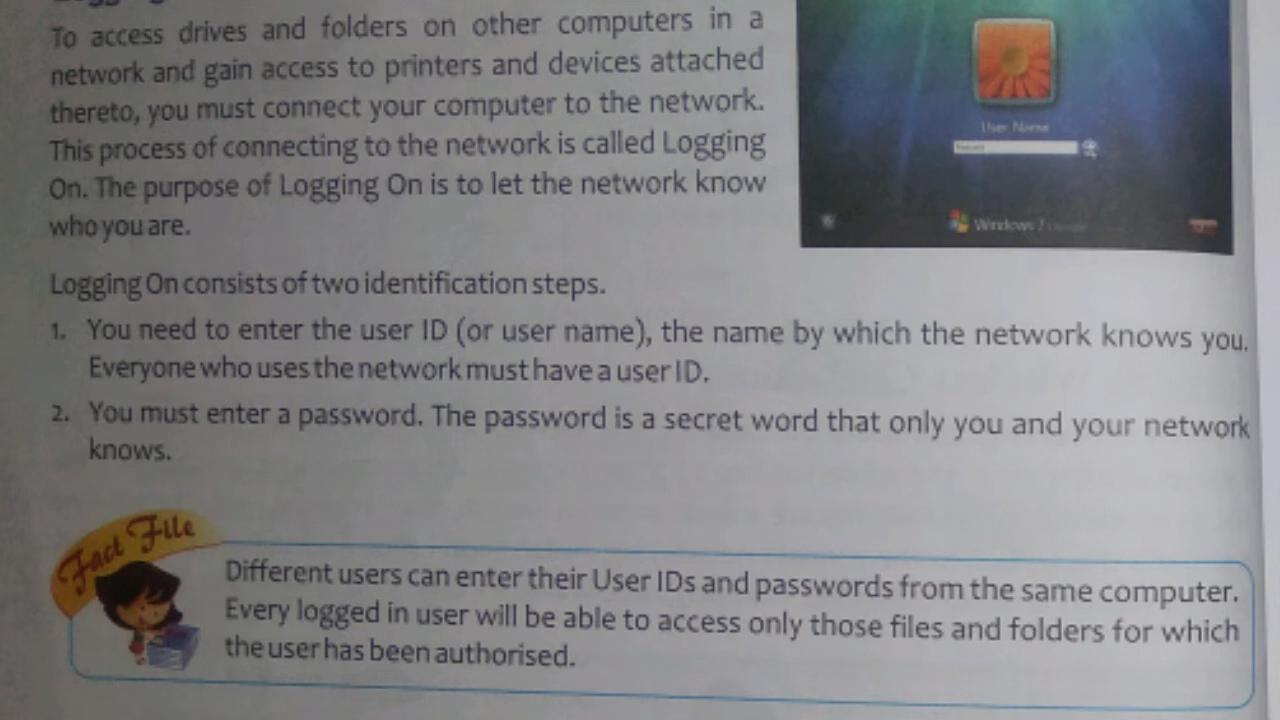 To access drives and folders on other computers in a
network and gain access to printers and devices attached
thereto, you must connect your computer to the network.
This process of connecting to the network is called Logging
On. The purpose of Logging On is to let the network know
who you are.
User Name
Windows 7
Logging On consists of two identification steps.
1. You need to enter the user ID (or user name), the name by which the network knows you.
Everyone who uses the network must have a user ID.
2. You must enter a password. The password is a secret word that only you and your network
knows.
Fact File
Different users can enter their User IDs and passwords from the same computer.
Every logged in user will be able to access only those files and folders for which
the user has been authorised.